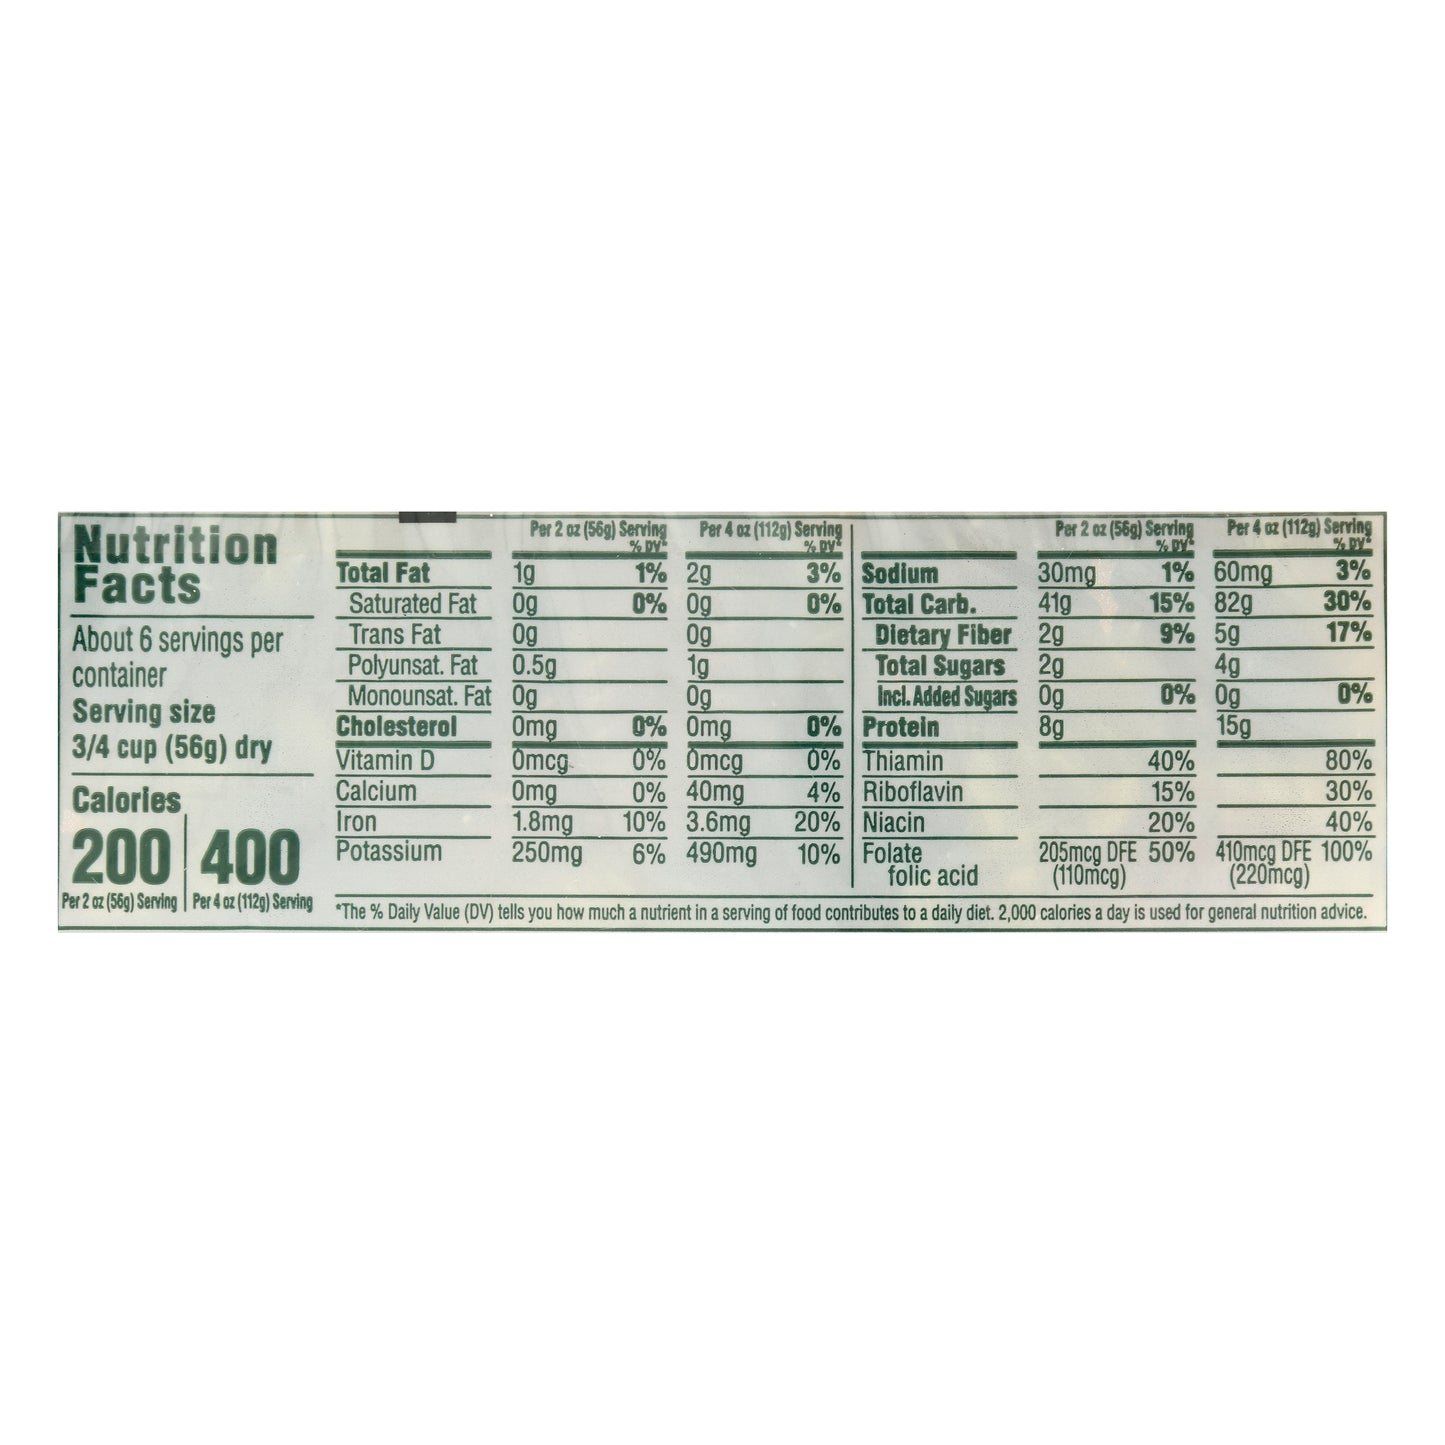 Nutrition
Facts
About 6 servings per
container
Serving size
3/4 cup (56g) dry
Calories
200 400
Per 2 oz (56g) Serving Per 4 oz (112g) Serving
Per 2 oz (56g) Serving Per 4 oz (112g) Serving
% DV* % DV*
Total Fat 1g 1% 2g 3%
Saturated Fat 0g 0% 0g 0%
Trans Fat 0g 0g
Polyunsat. Fat 0.5g 1g
Monounsat. Fat 0g 0g
Cholesterol 0mg 0% 0mg 0%
Vitamin D 0mcg 0% 0mcg 0%
Calcium 0mg 0% 40mg 4%
Iron 1.8mg 10% 3.6mg 20%
Potassium 250mg 6% 490mg 10%
Per 2 oz (56g) Serving Per 4 oz (112g) Serving
% DV* % DV*
Sodium 30mg 1% 60mg 3%
Total Carb. 41g 15% 82g 30%
Dietary Fiber 2g 9% 5g 17%
Total Sugars 2g 4g
Incl. Added Sugars 0g 0% 0g 0%
Protein 8g 15g
Thiamin 40% 80%
Riboflavin 15% 30%
Niacin 20% 40%
Folate 205mcg DFE 50% 410mcg DFE 100%
folic acid (110mcg) (220mcg)
*The % Daily Value (DV) tells you how much a nutrient in a serving of food contributes to a daily diet. 2,000 calories a day is used for general nutrition advice.